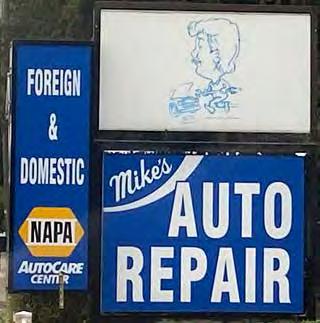 FOREIGN
&
DOMESTIC
NAPA
AUTOCARE
CENTER
Mike's
AUTO
REPAIR